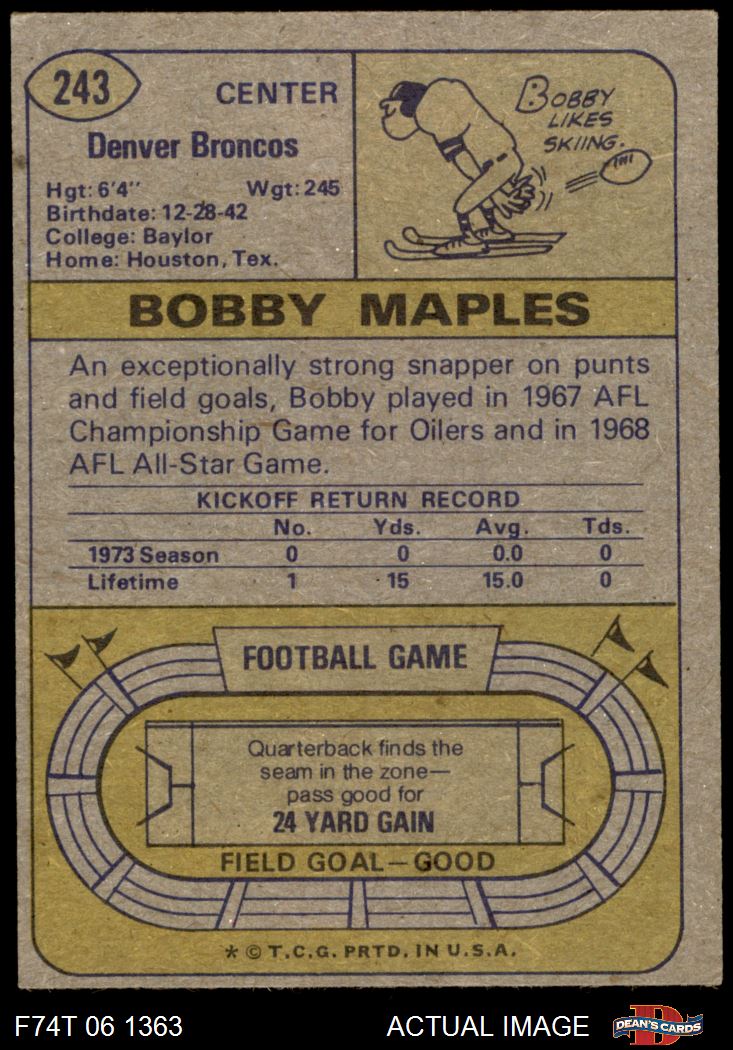 243
CENTER
Denver Broncos
Hgt: 6'4" Wgt: 245
Birthdate: 12-28-42
College: Baylor
Home: Houston, Tex.
BOBBY
LIKES
SKIING.
BOBBY MAPLES
An exceptionally strong snapper on punts
and field goals, Bobby played in 1967 AFL
Championship Game for Oilers and in 1968
AFL All-Star Game.
KICKOFF RETURN RECORD
No. Yds. Avg. Tds.
1973 Season 0 0 0.0 0
Lifetime 1 15 15.0 0
FOOTBALL GAME
Quarterback finds the
seam in the zone—
pass good for
24 YARD GAIN
FIELD GOAL—GOOD
* © T.C.G. PRTD. IN U.S.A.
F74T 06 1363 ACTUAL IMAGE
D
DEAN'S CARDS